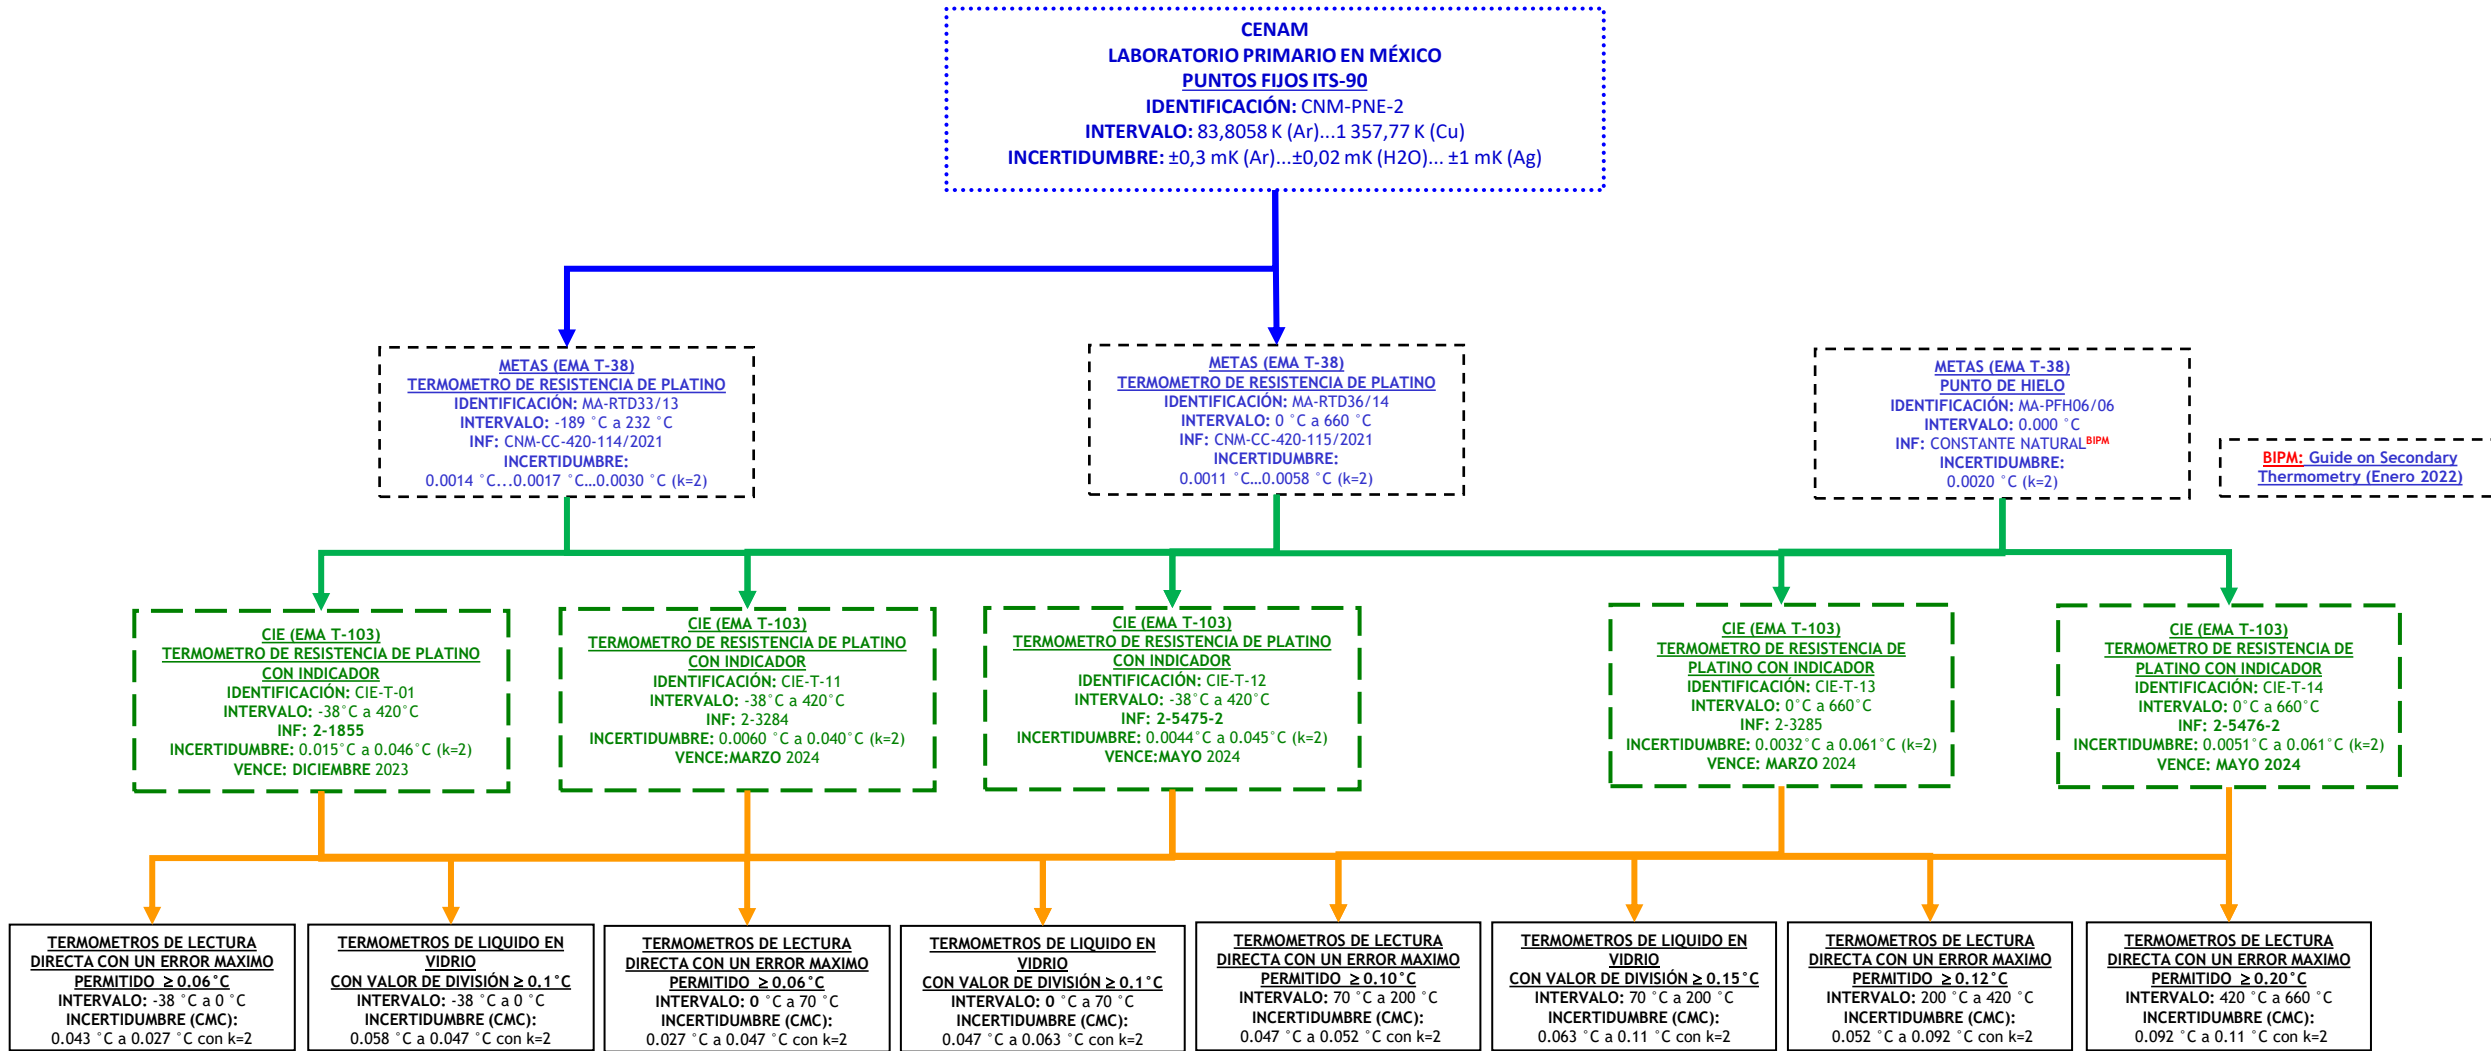 CENAM
LABORATORIO PRIMARIO EN MÉXICO
PUNTOS FIJOS ITS-90
IDENTIFICACIÓN: CNM-PNE-2
INTERVALO: 83,8058 K (Ar)...1 357,77 K (Cu)
INCERTIDUMBRE: ±0,3 mK (Ar)...±0,02 mK (H2O)... ±1 mK (Ag)
METAS (EMA T-38)
TERMOMETRO DE RESISTENCIA DE PLATINO
IDENTIFICACIÓN: MA-RTD33/13
INTERVALO: -189 °C a 232 °C
INF: CNM-CC-420-114/2021
INCERTIDUMBRE:
0.0014 °C...0.0017 °C...0.0030 °C (k=2)
METAS (EMA T-38)
TERMOMETRO DE RESISTENCIA DE PLATINO
IDENTIFICACIÓN: MA-RTD36/14
INTERVALO: 0 °C a 660 °C
INF: CNM-CC-420-115/2021
INCERTIDUMBRE:
0.0011 °C...0.0058 °C (k=2)
METAS (EMA T-38)
PUNTO DE HIELO
IDENTIFICACIÓN: MA-PFH06/06
INTERVALO: 0.000 °C
INF: CONSTANTE NATURAL BIPM
INCERTIDUMBRE:
0.0020 °C (k=2)
BIPM: Guide on Secondary
Thermometry (Enero 2022)
CIE (EMA T-103)
TERMOMETRO DE RESISTENCIA DE PLATINO
CON INDICADOR
IDENTIFICACIÓN: CIE-T-01
INTERVALO: -38°C a 420°C
INF: 2-1855
INCERTIDUMBRE: 0.015°C a 0.046°C (k=2)
VENCE: DICIEMBRE 2023
CIE (EMA T-103)
TERMOMETRO DE RESISTENCIA DE PLATINO
CON INDICADOR
IDENTIFICACIÓN: CIE-T-11
INTERVALO: -38°C a 420°C
INF: 2-3284
INCERTIDUMBRE: 0.0060 °C a 0.040°C (k=2)
VENCE:MARZO 2024
CIE (EMA T-103)
TERMOMETRO DE RESISTENCIA DE PLATINO
CON INDICADOR
IDENTIFICACIÓN: CIE-T-12
INTERVALO: -38°C a 420°C
INF: 2-5475-2
INCERTIDUMBRE: 0.0044°C a 0.045°C (k=2)
VENCE:MAYO 2024
CIE (EMA T-103)
TERMOMETRO DE RESISTENCIA DE
PLATINO CON INDICADOR
IDENTIFICACIÓN: CIE-T-13
INTERVALO: 0°C a 660°C
INF: 2-3285
INCERTIDUMBRE: 0.0032°C a 0.061°C (k=2)
VENCE: MARZO 2024
CIE (EMA T-103)
TERMOMETRO DE RESISTENCIA DE
PLATINO CON INDICADOR
IDENTIFICACIÓN: CIE-T-14
INTERVALO: 0°C a 660°C
INF: 2-5476-2
INCERTIDUMBRE: 0.0051°C a 0.061°C (k=2)
VENCE: MAYO 2024
TERMOMETROS DE LECTURA
DIRECTA CON UN ERROR MAXIMO
PERMITIDO ≥ 0.06°C
INTERVALO: -38 °C a 0 °C
INCERTIDUMBRE (CMC):
0.043 °C a 0.027 °C con k=2
TERMOMETROS DE LIQUIDO EN
VIDRIO
CON VALOR DE DIVISIÓN ≥ 0.1°C
INTERVALO: -38 °C a 0 °C
INCERTIDUMBRE (CMC):
0.058 °C a 0.047 °C con k=2
TERMOMETROS DE LECTURA
DIRECTA CON UN ERROR MAXIMO
PERMITIDO ≥ 0.06°C
INTERVALO: 0 °C a 70 °C
INCERTIDUMBRE (CMC):
0.027 °C a 0.047 °C con k=2
TERMOMETROS DE LIQUIDO EN
VIDRIO
CON VALOR DE DIVISIÓN ≥ 0.1°C
INTERVALO: 0 °C a 70 °C
INCERTIDUMBRE (CMC):
0.047 °C a 0.063 °C con k=2
TERMOMETROS DE LECTURA
DIRECTA CON UN ERROR MAXIMO
PERMITIDO ≥ 0.10°C
INTERVALO: 70 °C a 200 °C
INCERTIDUMBRE (CMC):
0.047 °C a 0.052 °C con k=2
TERMOMETROS DE LIQUIDO EN
VIDRIO
CON VALOR DE DIVISIÓN ≥ 0.15°C
INTERVALO: 70 °C a 200 °C
INCERTIDUMBRE (CMC):
0.063 °C a 0.11 °C con k=2
TERMOMETROS DE LECTURA
DIRECTA CON UN ERROR MAXIMO
PERMITIDO ≥ 0.12°C
INTERVALO: 200 °C a 420 °C
INCERTIDUMBRE (CMC):
0.052 °C a 0.092 °C con k=2
TERMOMETROS DE LECTURA
DIRECTA CON UN ERROR MAXIMO
PERMITIDO ≥ 0.20°C
INTERVALO: 420 °C a 660 °C
INCERTIDUMBRE (CMC):
0.092 °C a 0.11 °C con k=2